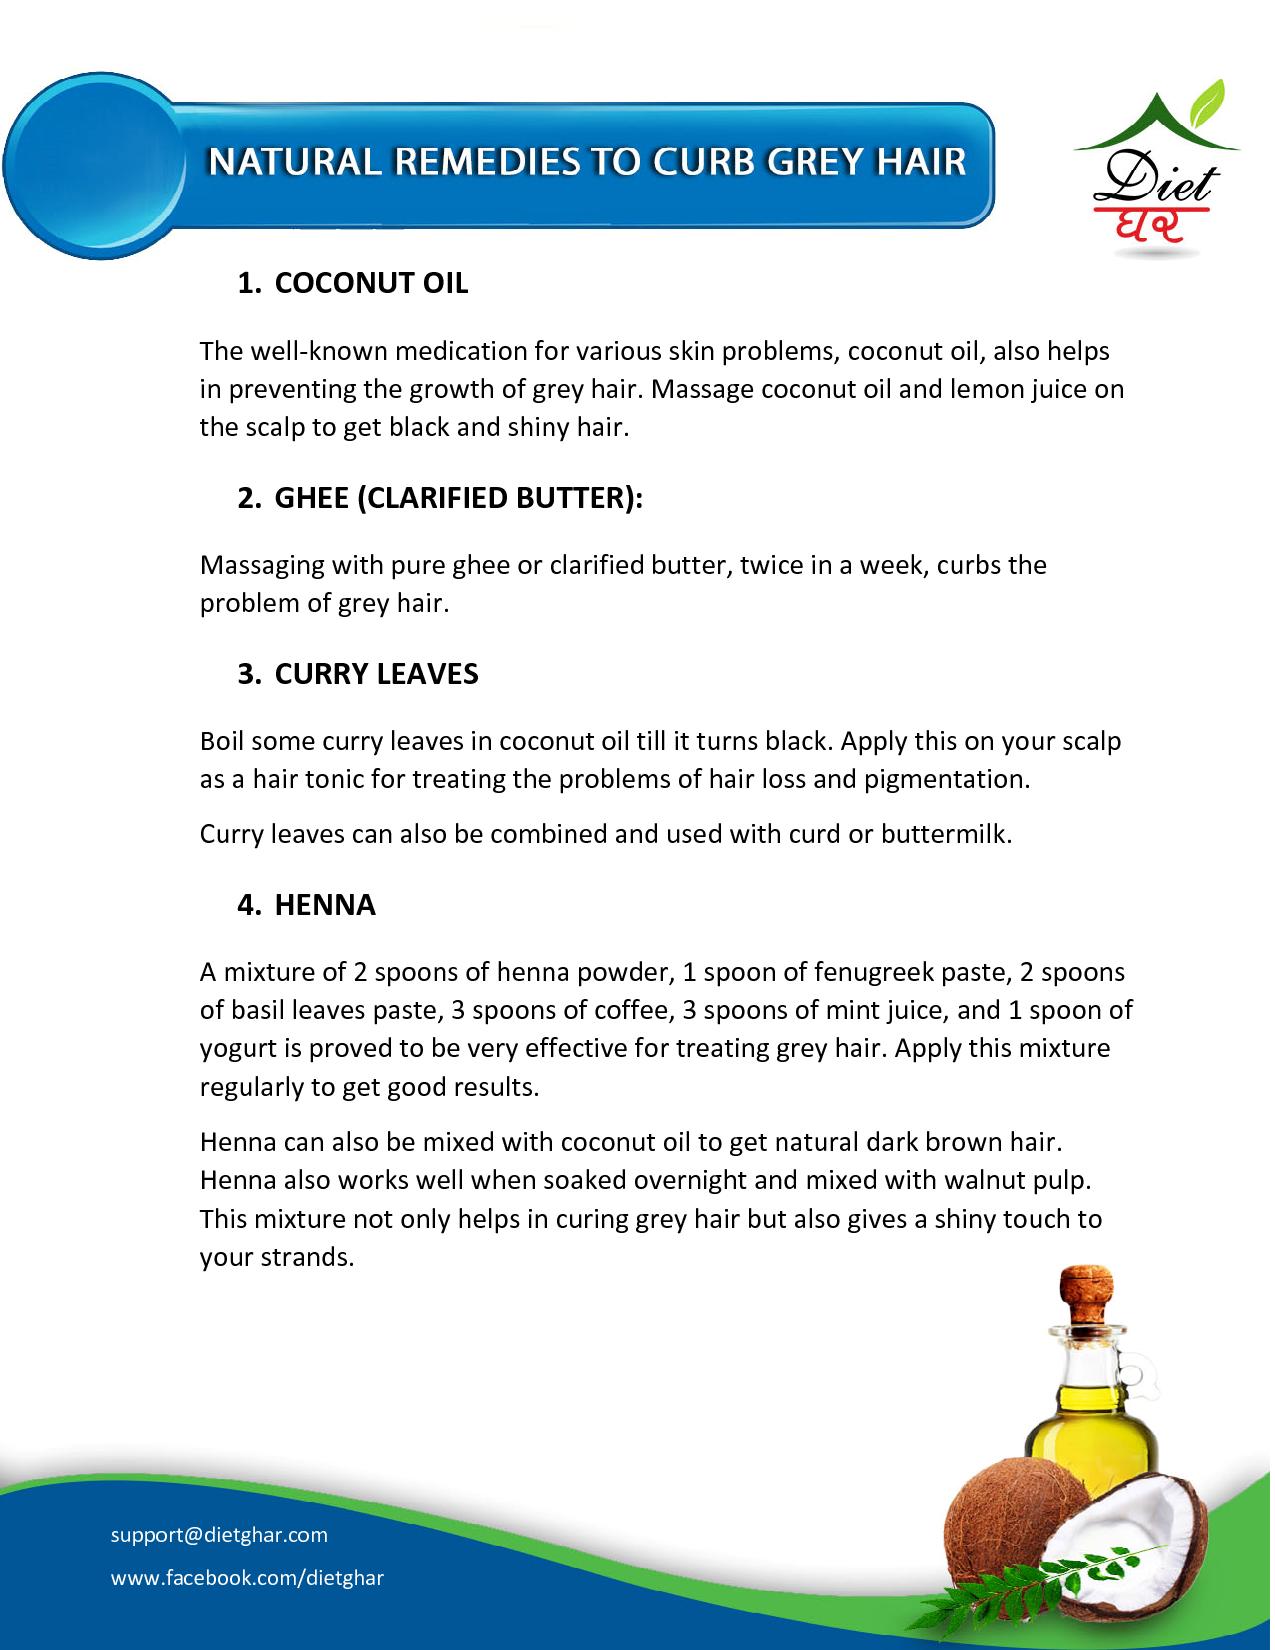 NATURAL REMEDIES TO CURB GREY HAIR
Diet
ઘર
1. COCONUT OIL
The well-known medication for various skin problems, coconut oil, also helps
in preventing the growth of grey hair. Massage coconut oil and lemon juice on
the scalp to get black and shiny hair.
2. GHEE (CLARIFIED BUTTER):
Massaging with pure ghee or clarified butter, twice in a week, curbs the
problem of grey hair.
3. CURRY LEAVES
Boil some curry leaves in coconut oil till it turns black. Apply this on your scalp
as a hair tonic for treating the problems of hair loss and pigmentation.
Curry leaves can also be combined and used with curd or buttermilk.
4. HENNA
A mixture of 2 spoons of henna powder, 1 spoon of fenugreek paste, 2 spoons
of basil leaves paste, 3 spoons of coffee, 3 spoons of mint juice, and 1 spoon of
yogurt is proved to be very effective for treating grey hair. Apply this mixture
regularly to get good results.
Henna can also be mixed with coconut oil to get natural dark brown hair.
Henna also works well when soaked overnight and mixed with walnut pulp.
This mixture not only helps in curing grey hair but also gives a shiny touch to
your strands.
support@dietghar.com
www.facebook.com/dietghar